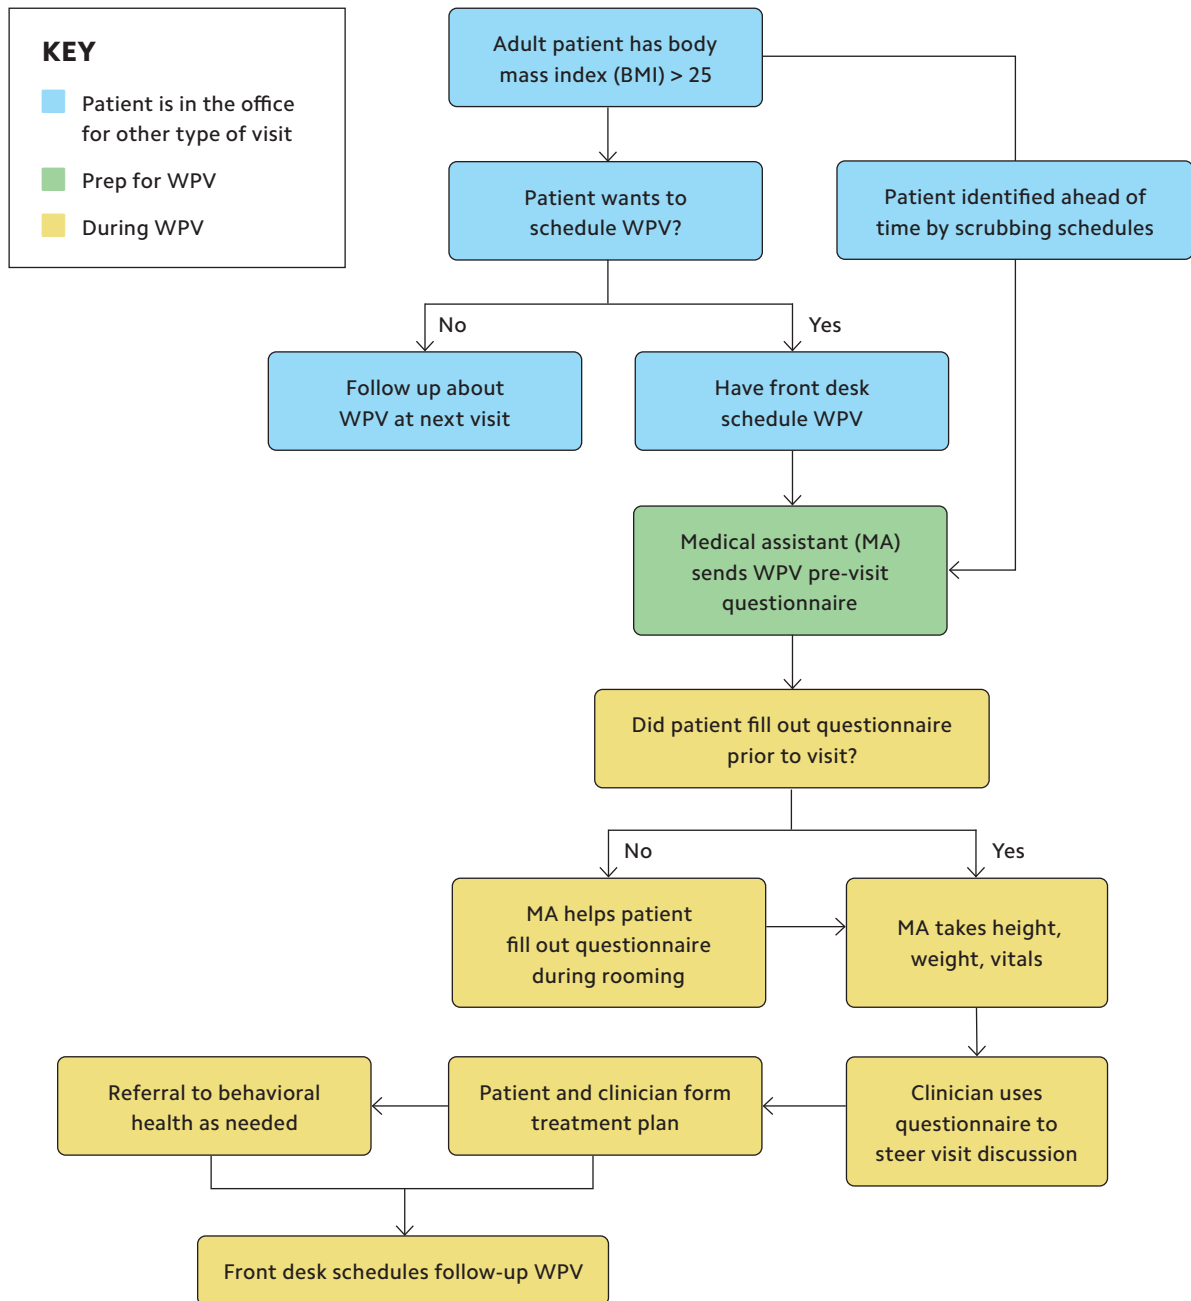 KEY
Patient is in the office
for other type of visit
Prep for WPV
During WPV
Adult patient has body
mass index (BMI) > 25
Patient wants to
schedule WPV?
Patient identified ahead of
time by scrubbing schedules
No
Yes
Follow up about
WPV at next visit
Have front desk
schedule WPV
Medical assistant (MA)
sends WPV pre-visit
questionnaire
Did patient fill out questionnaire
prior to visit?
No
Yes
MA helps patient
fill out questionnaire
during rooming
MA takes height,
weight, vitals
Referral to behavioral
health as needed
Patient and clinician form
treatment plan
Clinician uses
questionnaire to
steer visit discussion
Front desk schedules follow-up WPV